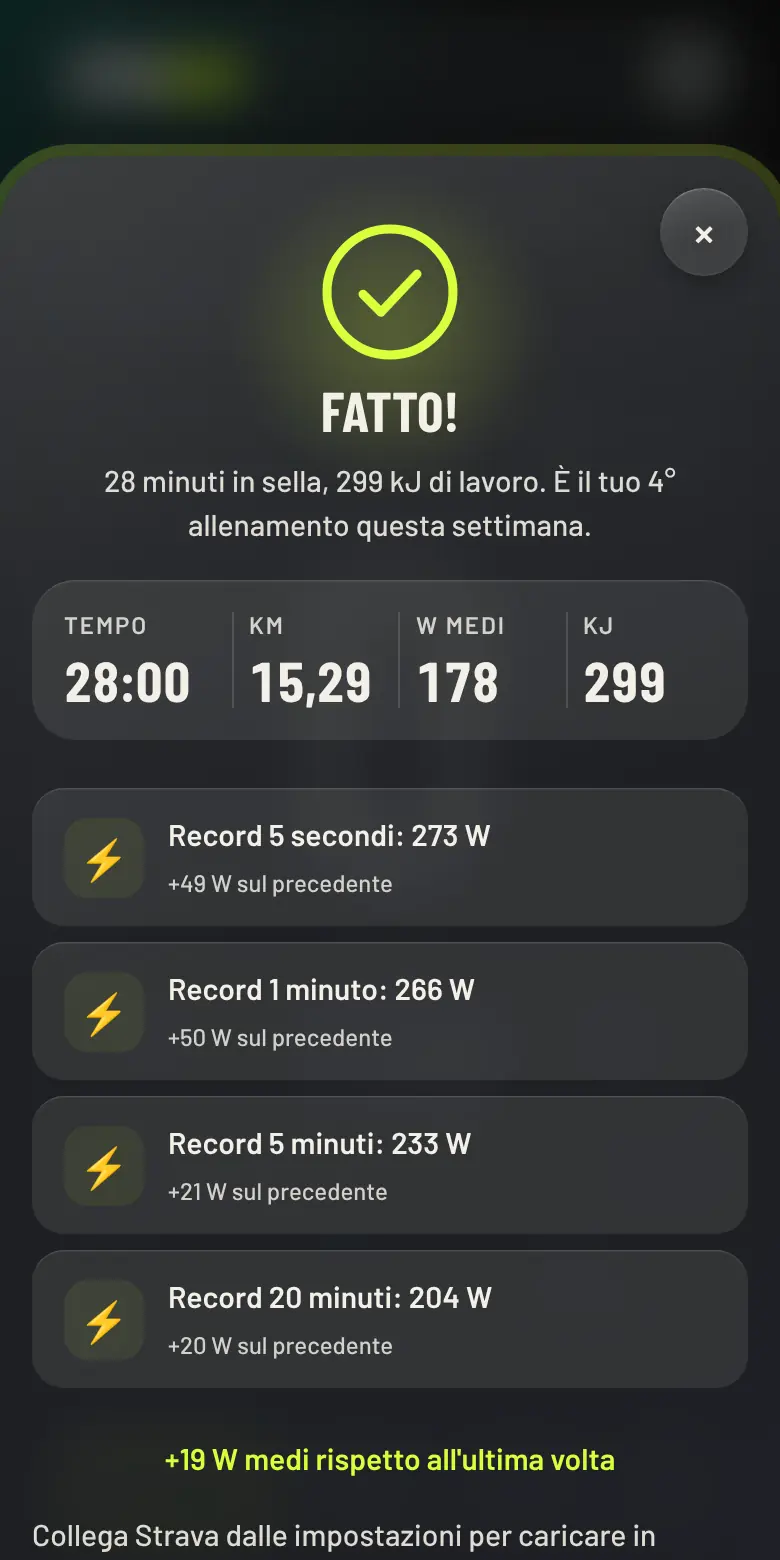 ×
FATTO!
28 minuti in sella, 299 kJ di lavoro. È il tuo 4°
allenamento questa settimana.
TEMPO KM W MEDI KJ
28:00 15,29 178 299
Record 5 secondi: 273 W
+49 W sul precedente
Record 1 minuto: 266 W
+50 W sul precedente
Record 5 minuti: 233 W
+21 W sul precedente
Record 20 minuti: 204 W
+20 W sul precedente
+19 W medi rispetto all'ultima volta
Collega Strava dalle impostazioni per caricare in